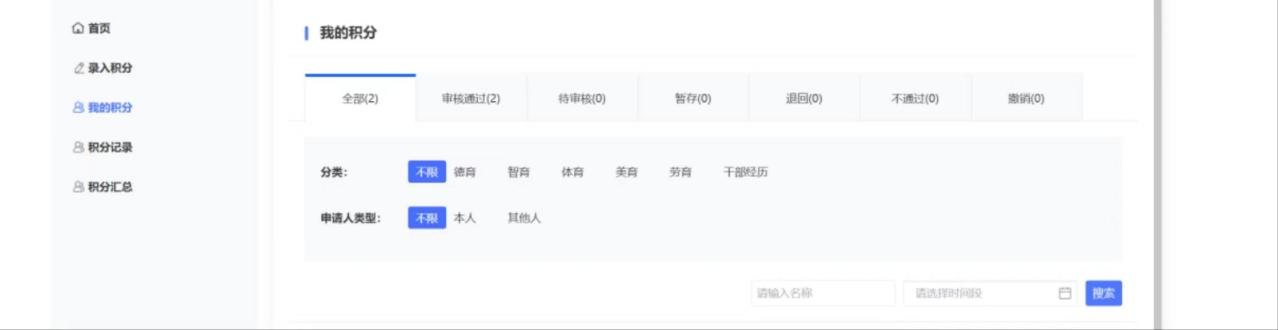 首页
录入积分
我的积分
积分记录
积分汇总
我的积分
全部(2) 审核通过(2) 待审核(0) 暂存(0) 退回(0) 不通过(0) 撤销(0)
分类: 不限 德育 智育 体育 美育 劳育 干部经历
申请人类型: 不限 本人 其他人
请输入名称 请选择时间段 搜索